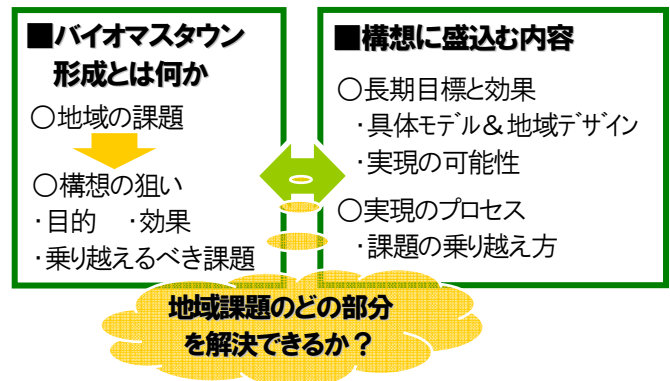 ■バイオマスタウン
形成とは何か
○地域の課題
○構想の狙い
・目的　・効果
・乗り越えるべき課題
■構想に盛込む内容
○長期目標と効果
・具体モデル＆地域デザイン
・実現の可能性
○実現のプロセス
・課題の乗り越え方
地域課題のどの部分
を解決できるか？